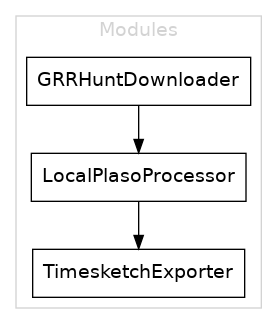 Modules
GRRHuntDownloader
LocalPlasoProcessor
TimesketchExporter